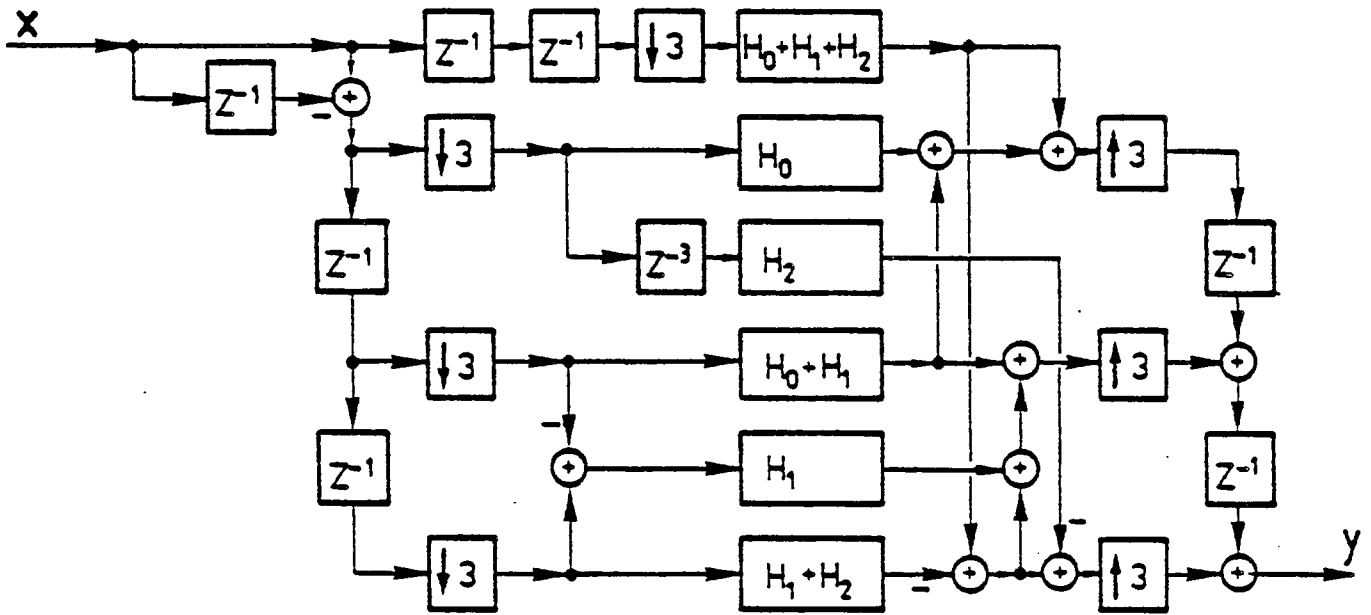 x
z⁻¹ z⁻¹ ↓3 H₀+H₁+H₂
z⁻¹ + −
↓3 H₀ + + ↑3
z⁻¹ z⁻³ H₂ z⁻¹
↓3 H₀+H₁ + ↑3 +
z⁻¹ − + H₁ + z⁻¹
↓3 H₁+H₂ − + − + ↑3 + y